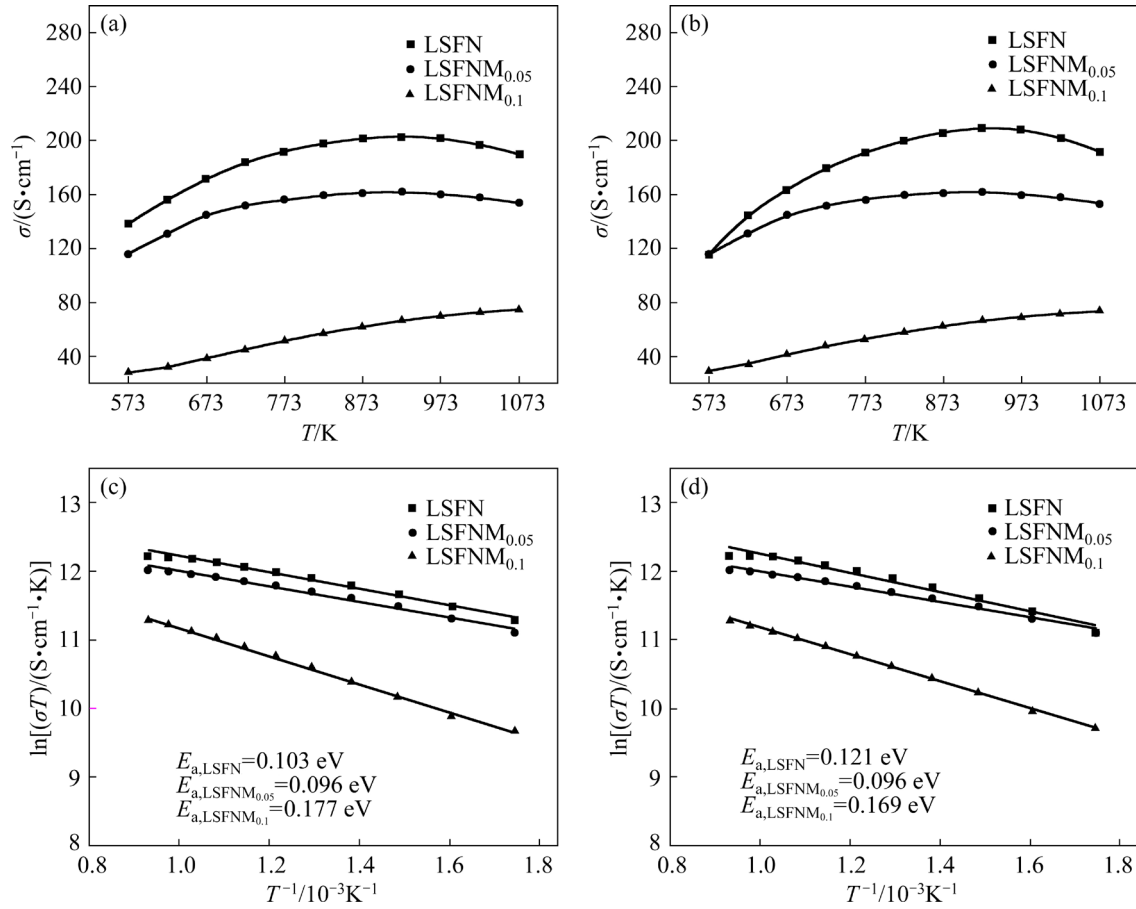 (a)
LSFN
LSFNM0.05
LSFNM0.1
280
240
200
160
120
80
40
σ/(S•cm−1)
573 673 773 873 973 1073
T/K
(b)
LSFN
LSFNM0.05
LSFNM0.1
280
240
200
160
120
80
40
σ/(S•cm−1)
573 673 773 873 973 1073
T/K
(c)
LSFN
LSFNM0.05
LSFNM0.1
13
12
11
10
9
8
ln[(σT)/(S•cm−1•K)]
Ea,LSFN=0.103 eV
Ea,LSFNM0.05=0.096 eV
Ea,LSFNM0.1=0.177 eV
0.8 1.0 1.2 1.4 1.6 1.8
T−1/10−3K−1
(d)
LSFN
LSFNM0.05
LSFNM0.1
13
12
11
10
9
8
ln[(σT)/(S•cm−1•K)]
Ea,LSFN=0.121 eV
Ea,LSFNM0.05=0.096 eV
Ea,LSFNM0.1=0.169 eV
0.8 1.0 1.2 1.4 1.6 1.8
T−1/10−3K−1